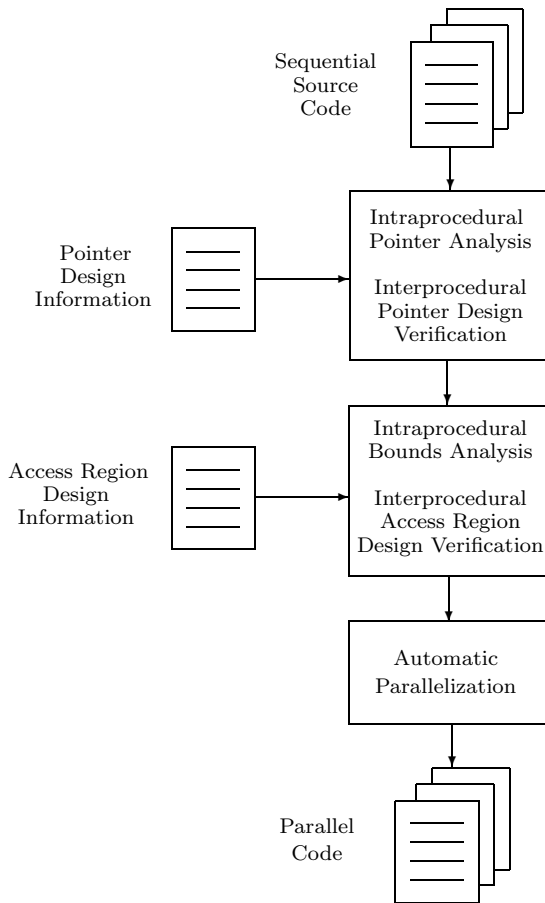 Sequential
Source
Code
Intraprocedural
Pointer Analysis
Interprocedural
Pointer Design
Verification
Pointer
Design
Information
Intraprocedural
Bounds Analysis
Interprocedural
Access Region
Design Verification
Access Region
Design
Information
Automatic
Parallelization
Parallel
Code